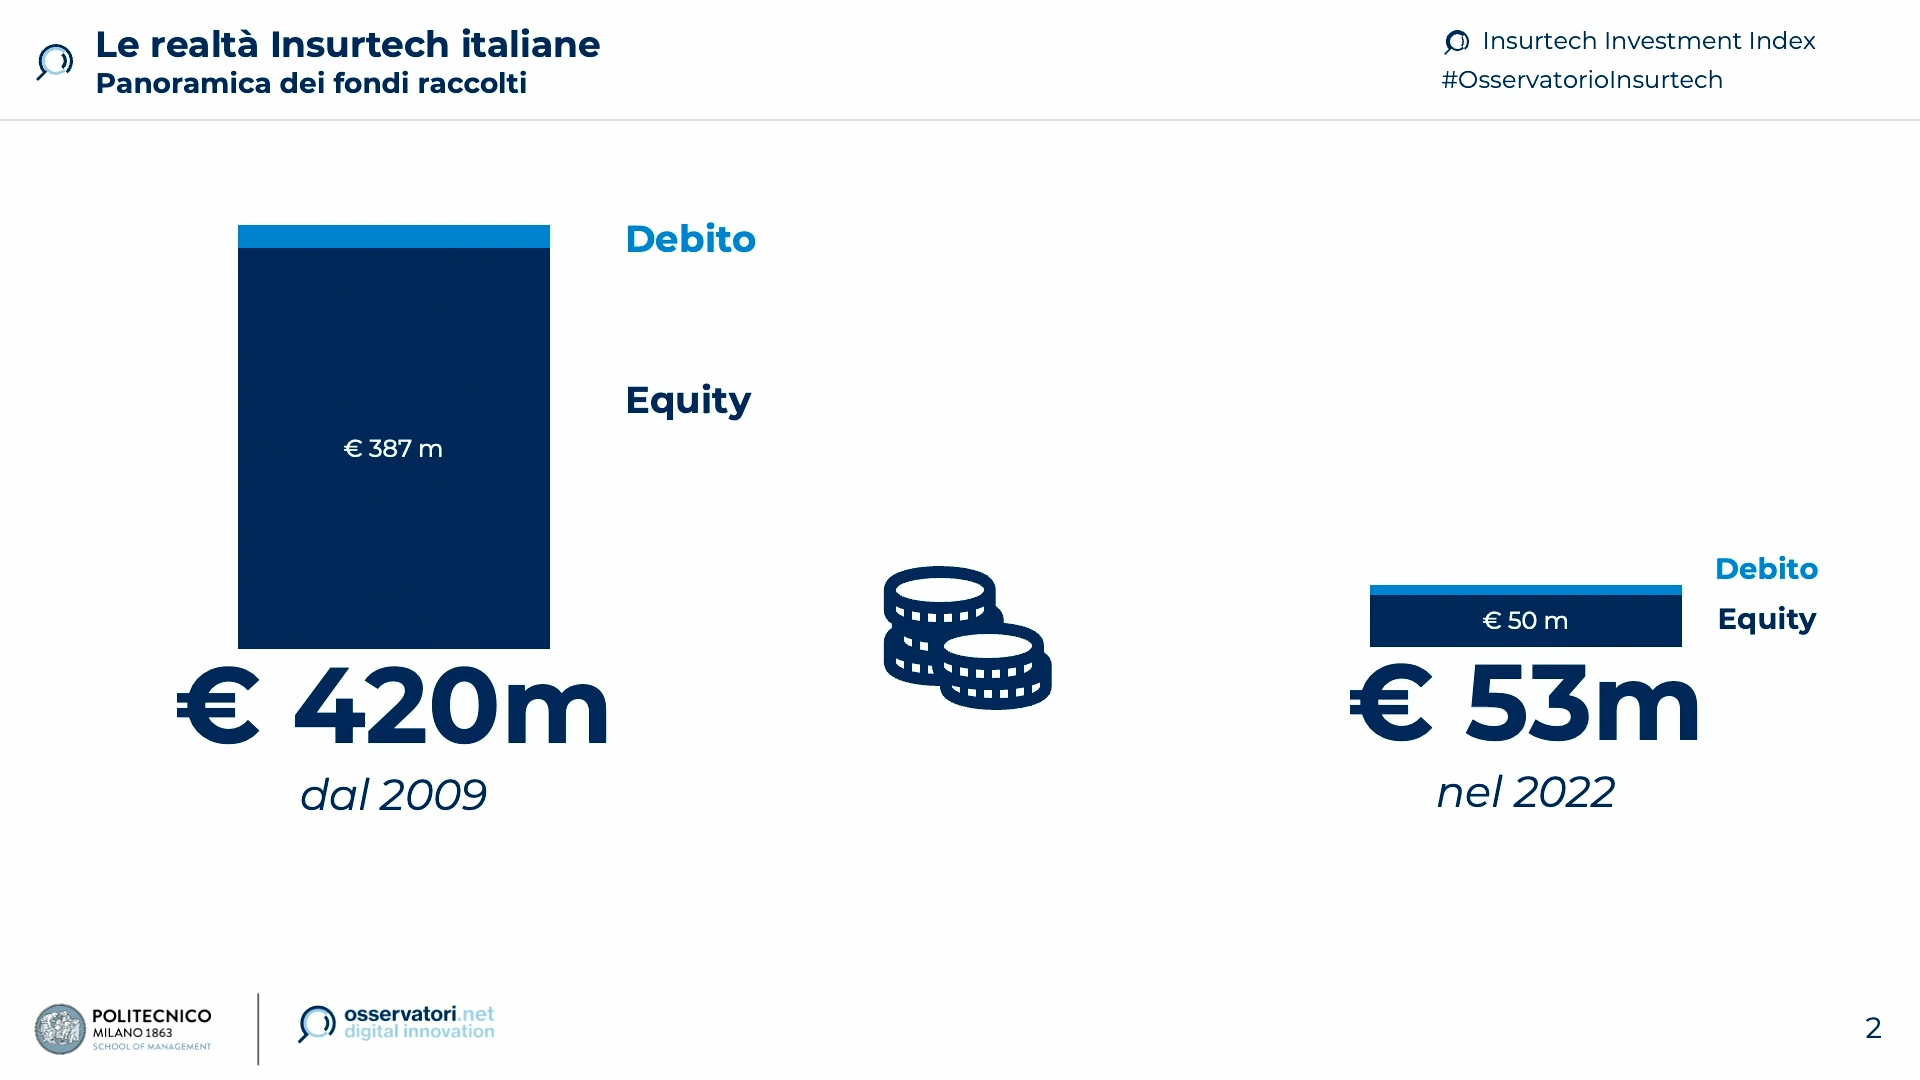 Le realtà Insurtech italiane
Panoramica dei fondi raccolti
Insurtech Investment Index
#OsservatorioInsurtech
Debito
Equity
€ 387 m
€ 420m
dal 2009
Debito
€ 50 m
Equity
€ 53m
nel 2022
POLITECNICO
MILANO 1863
SCHOOL OF MANAGEMENT
osservatori.net
digital innovation
2